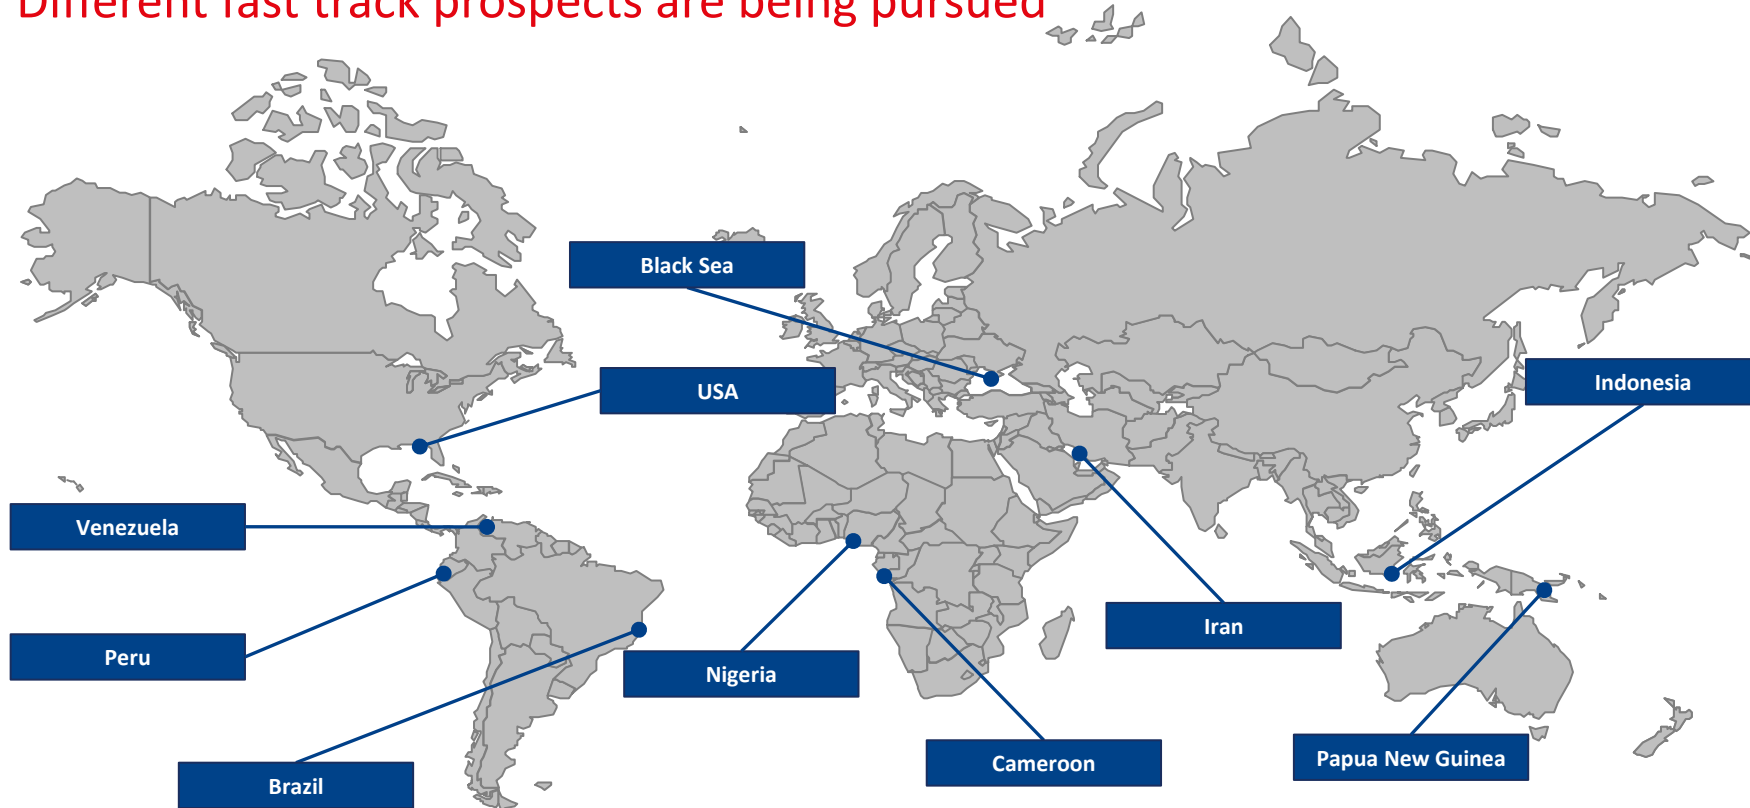 Different fast track prospects are being pursued
Black Sea
USA
Indonesia
Venezuela
Iran
Peru
Nigeria
Cameroon
Papua New Guinea
Brazil